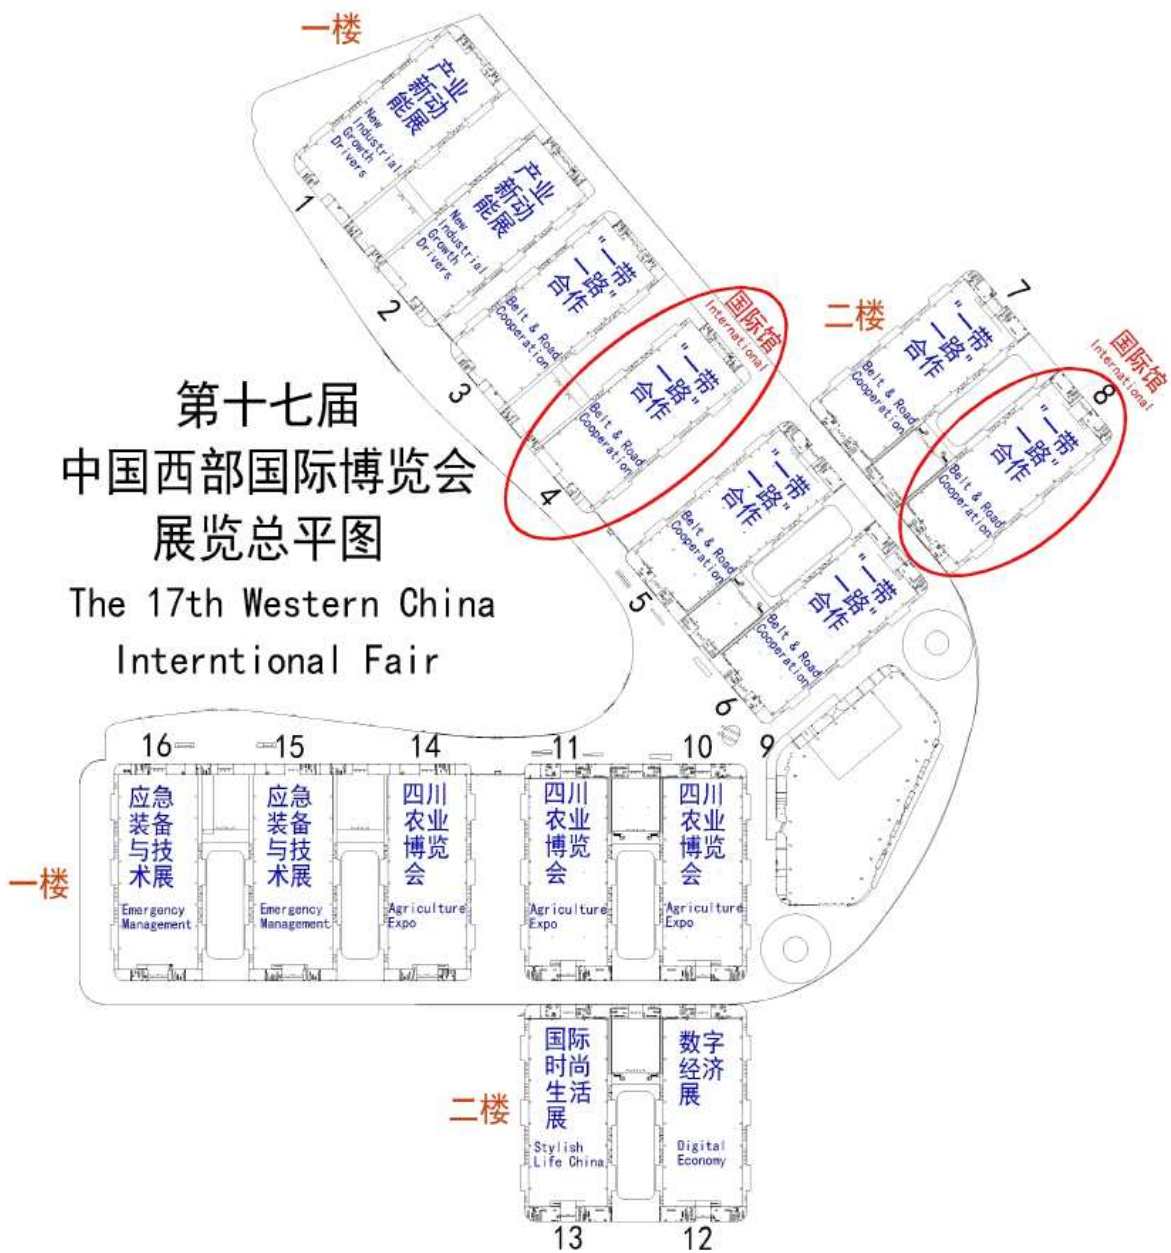 一楼
产业
新动
能展
New
Industrial
Growth
Drivers
1
产业
新动
能展
New
Industrial
Growth
Drivers
2
"一带
一路"
合作
Belt & Road
Cooperation
3
国际馆
International
"一带
一路"
合作
Belt & Road
Cooperation
4
二楼
7
"一带
一路"
合作
Belt & Road
Cooperation
国际馆
International
8
"一带
一路"
合作
Belt & Road
Cooperation
"一带
一路"
合作
Belt & Road
Cooperation
5
"一带
一路"
合作
Belt & Road
Cooperation
6
9
第十七届
中国西部国际博览会
展览总平图
The 17th Western China
Interntional Fair
一楼
16
应急
装备
与技
术展
Emergency
Management
15
应急
装备
与技
术展
Emergency
Management
14
四川
农业
博览
会
Agriculture
Expo
11
四川
农业
博览
会
Agriculture
Expo
10
四川
农业
博览
会
Agriculture
Expo
二楼
国际
时尚
生活
展
Stylish
Life China
13
数字
经济
展
Digital
Economy
12